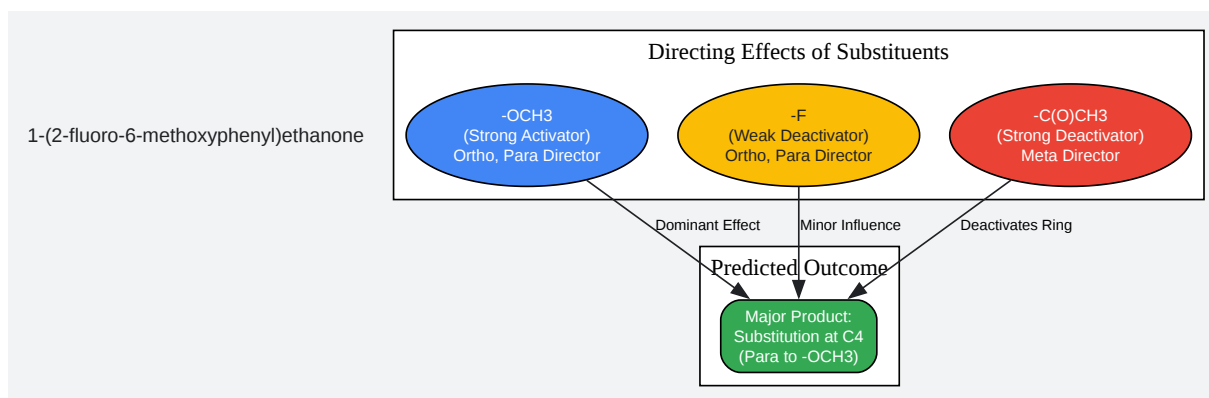 Directing Effects of Substituents
1-(2-fluoro-6-methoxyphenyl)ethanone
-OCH3
(Strong Activator)
Ortho, Para Director
-F
(Weak Deactivator)
Ortho, Para Director
-C(O)CH3
(Strong Deactivator)
Meta Director
Dominant Effect
Minor Influence
Deactivates Ring
Predicted Outcome
Major Product:
Substitution at C4
(Para to -OCH3)